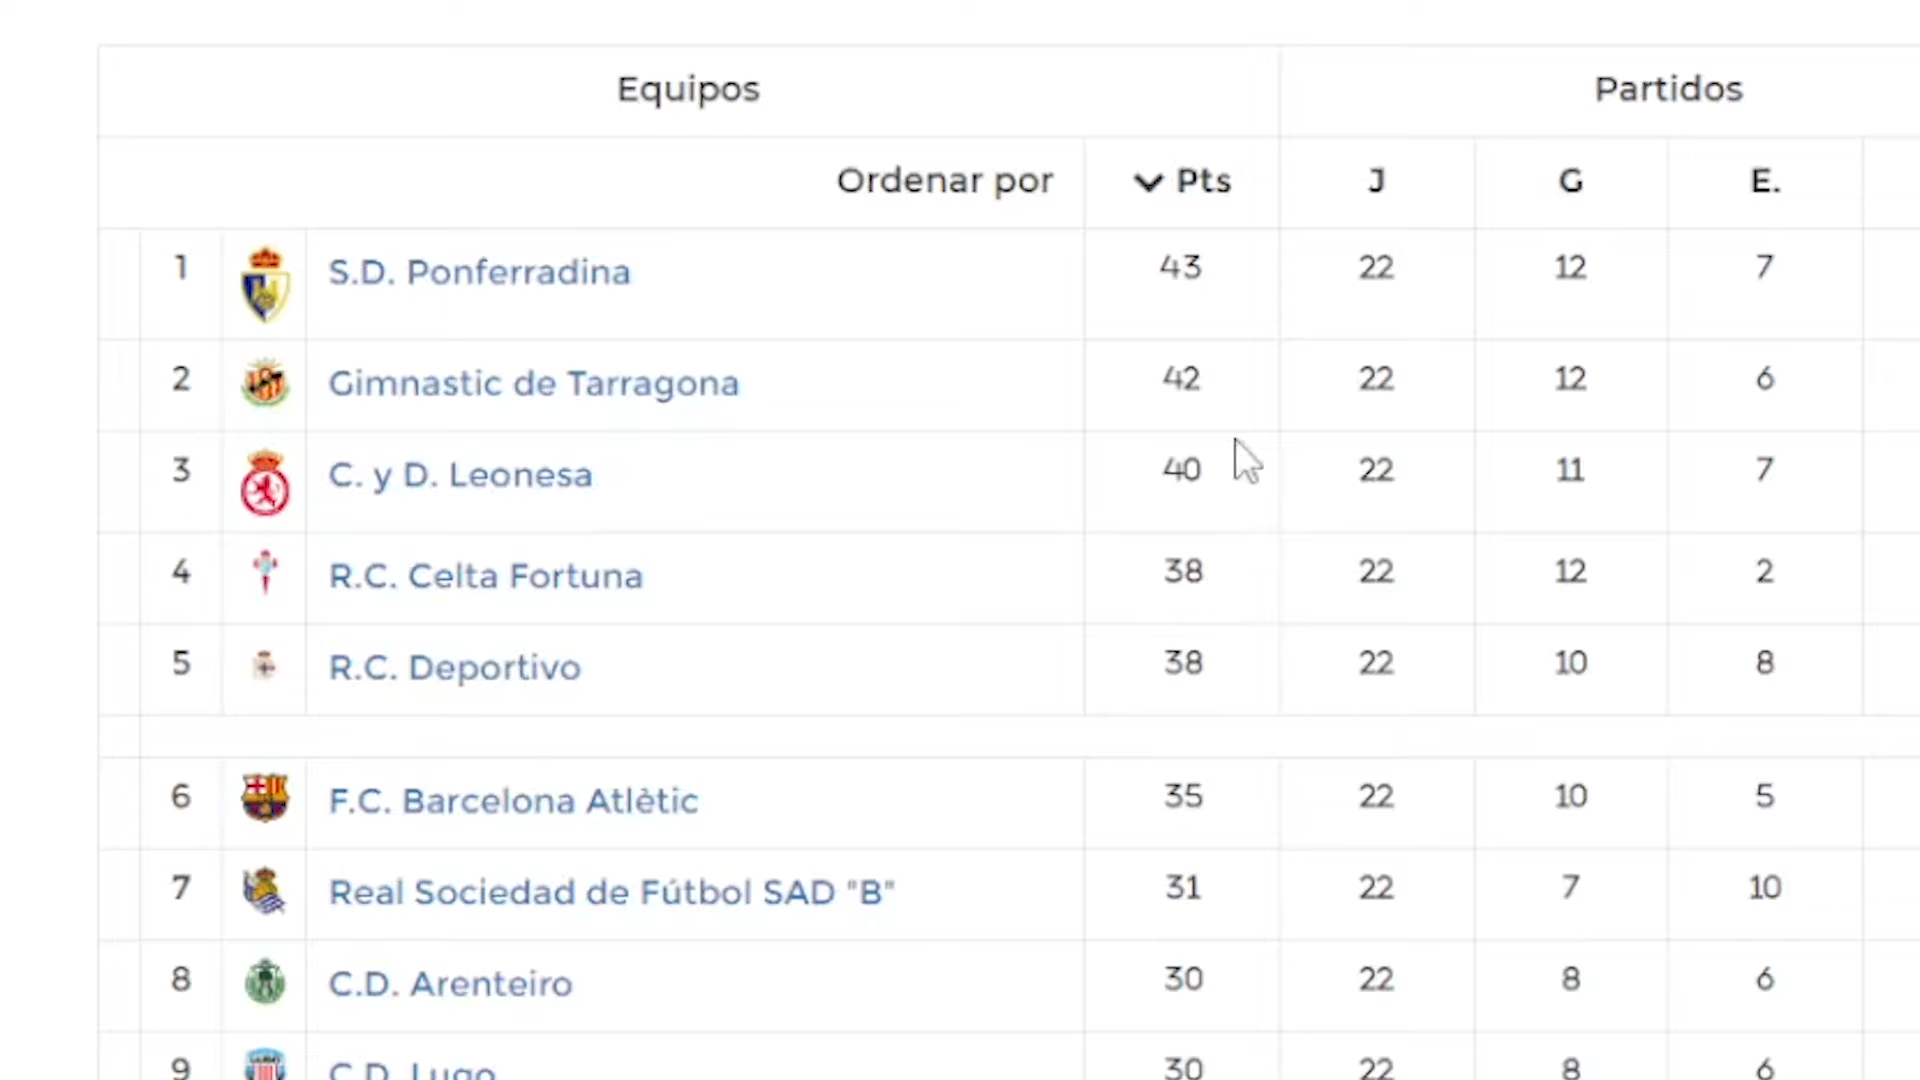 Equipos Partidos
Ordenar por Pts J G E.
1 S.D. Ponferradina 43 22 12 7
2 Gimnastic de Tarragona 42 22 12 6
3 C. y D. Leonesa 40 22 11 7
4 R.C. Celta Fortuna 38 22 12 2
5 R.C. Deportivo 38 22 10 8
6 F.C. Barcelona Atlètic 35 22 10 5
7 Real Sociedad de Fútbol SAD "B" 31 22 7 10
8 C.D. Arenteiro 30 22 8 6
9 C.D. Lugo 30 22 8 6